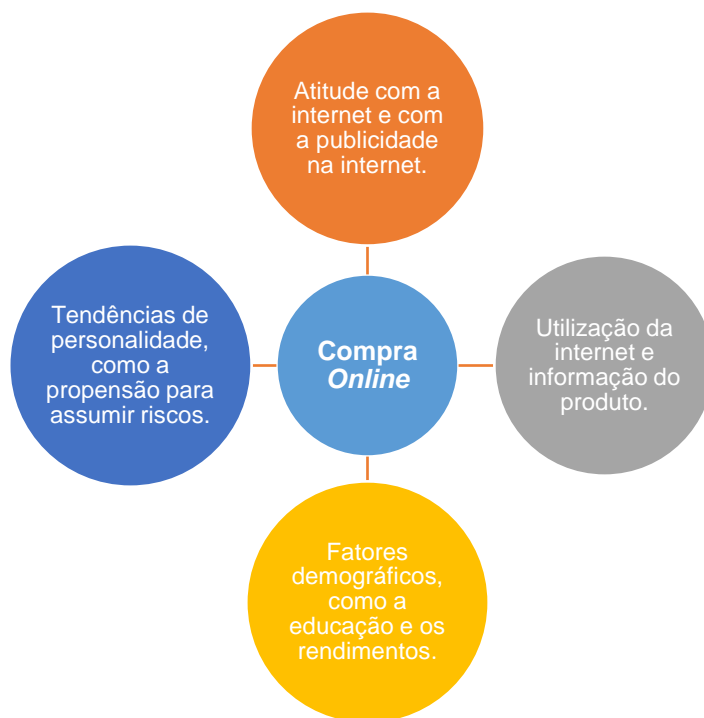 Atitude com a
internet e com
a publicidade
na internet.
Tendências de
personalidade,
como a
propensão para
assumir riscos.
Compra
Online
Utilização da
internet e
informação do
produto.
Fatores
demográficos,
como a
educação e os
rendimentos.